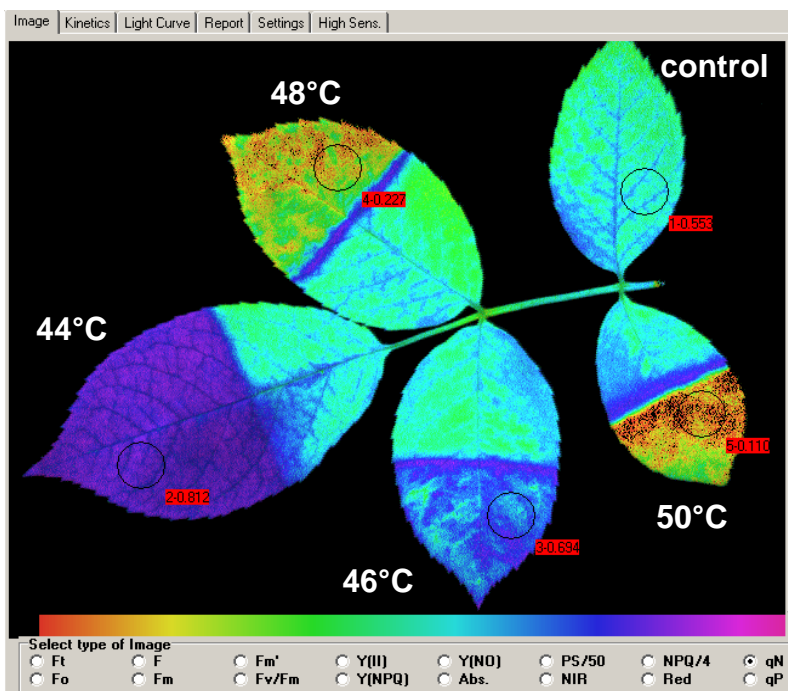 Image Kinetics Light Curve Report Settings High Sens.
control
48°C
4-0.227
1-0.553
44°C
2-0.812
5-0.110
50°C
3-0.694
46°C
Select type of Image
Ft F Fm' Y(II) Y(NO) PS/50 NPQ/4 qN
Fo Fm Fv/Fm Y(NPQ) Abs. NIR Red qP